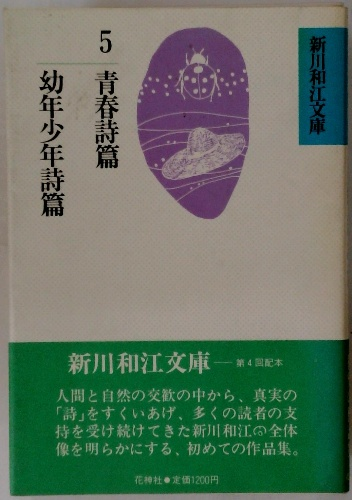 新川和江文庫
5
青春詩篇
幼年少年詩篇
新川和江文庫―第4回配本
人間と自然の交歓の中から、真実の
「詩」をすくいあげ、多くの読者の支
持を受け続けてきた新川和江の全体
像を明らかにする、初めての作品集。
花神社●定価1200円